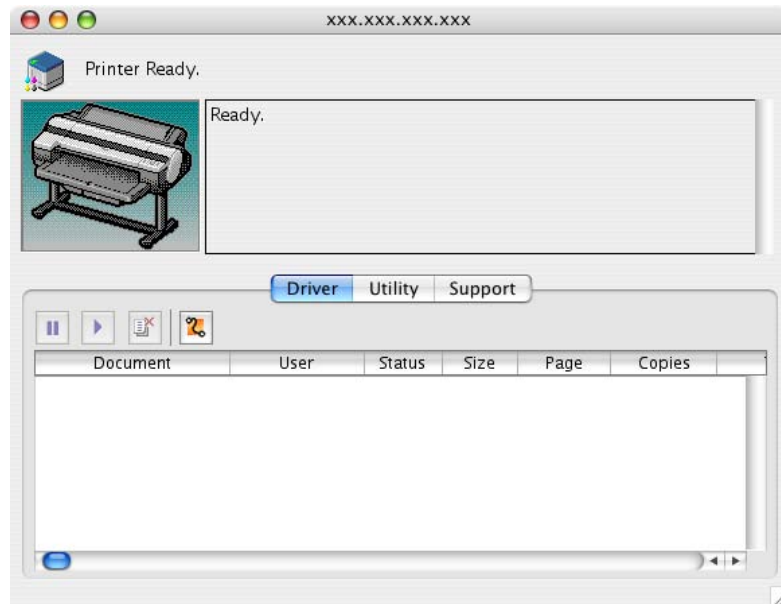 xxx.xxx.xxx.xxx
Printer Ready.
Ready.
Driver Utility Support
Document User Status Size Page Copies